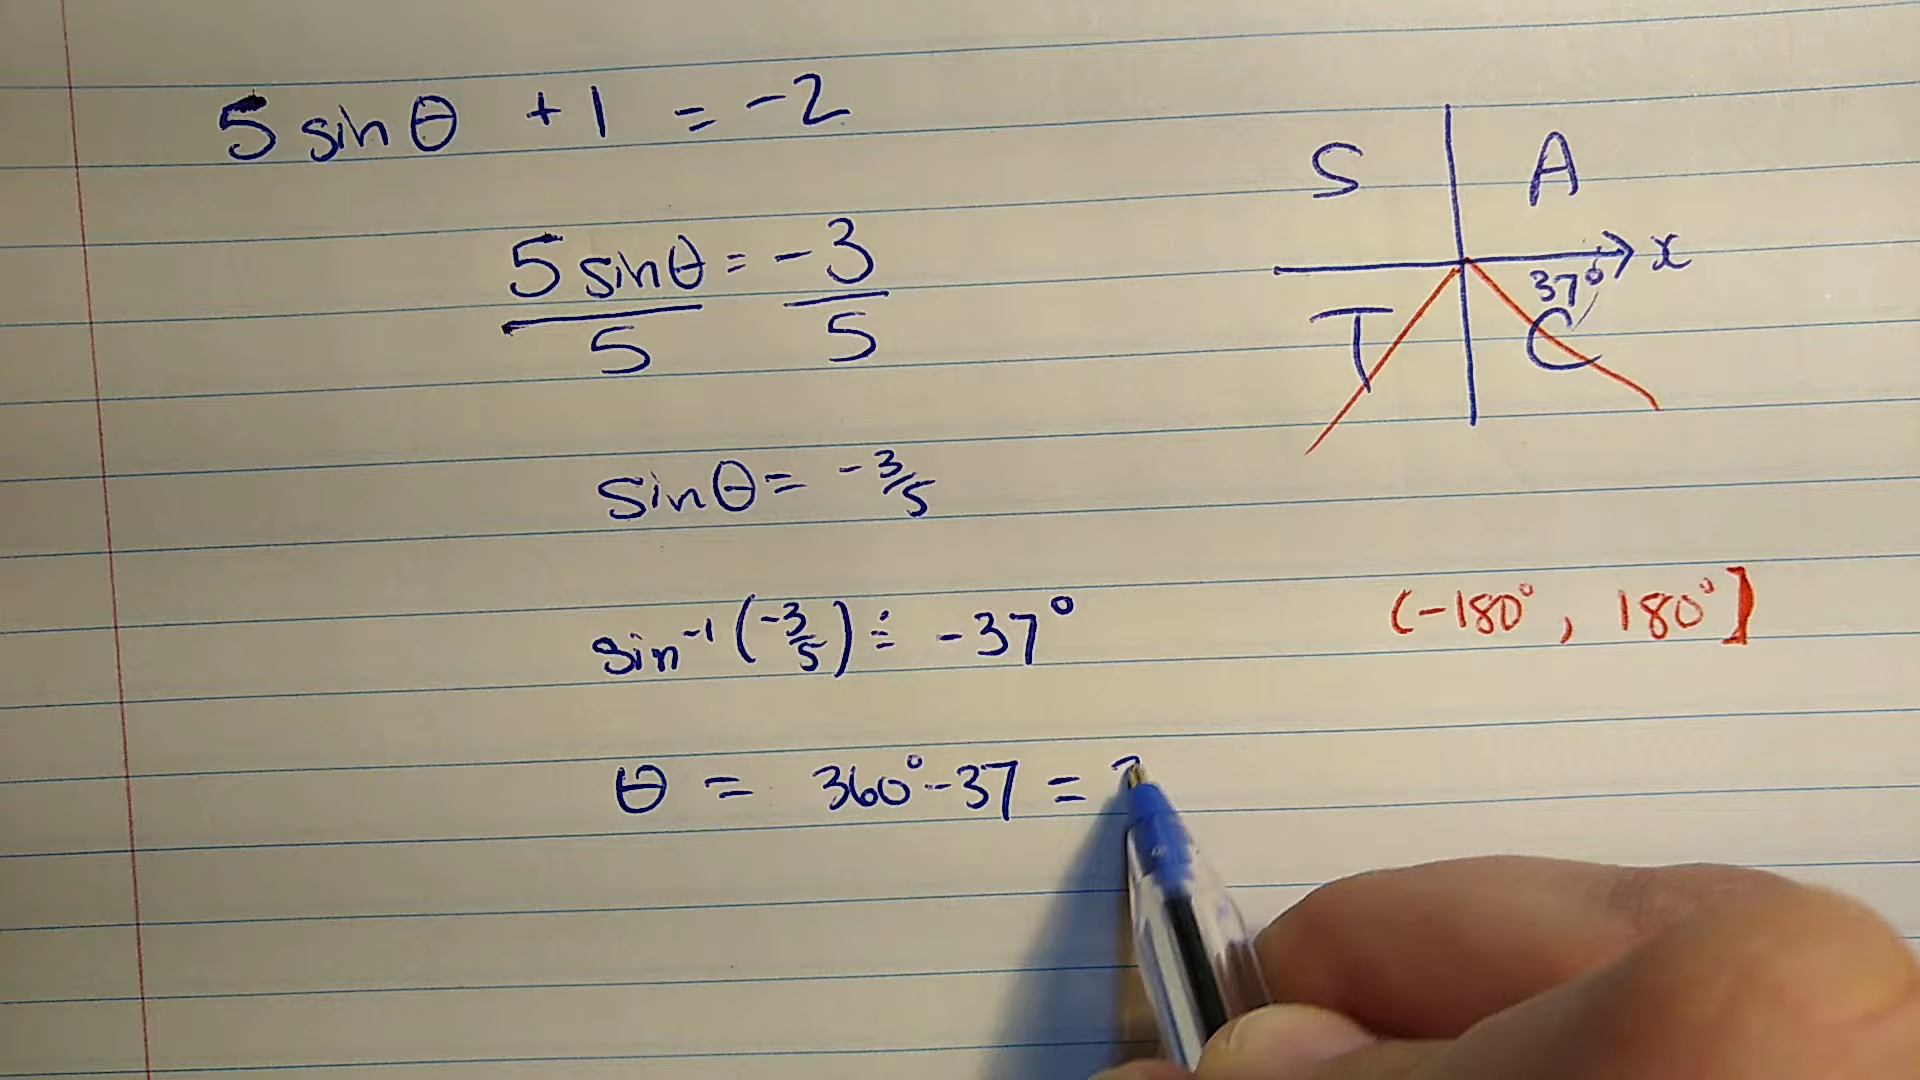 5 sin θ + 1 = -2
S A
5 sinθ = -3
5 5
x
37°
T C
sin θ = -3/5
sin⁻¹ (-3/5) ≐ -37°
(-180°, 180°]
θ = 360° - 37 =